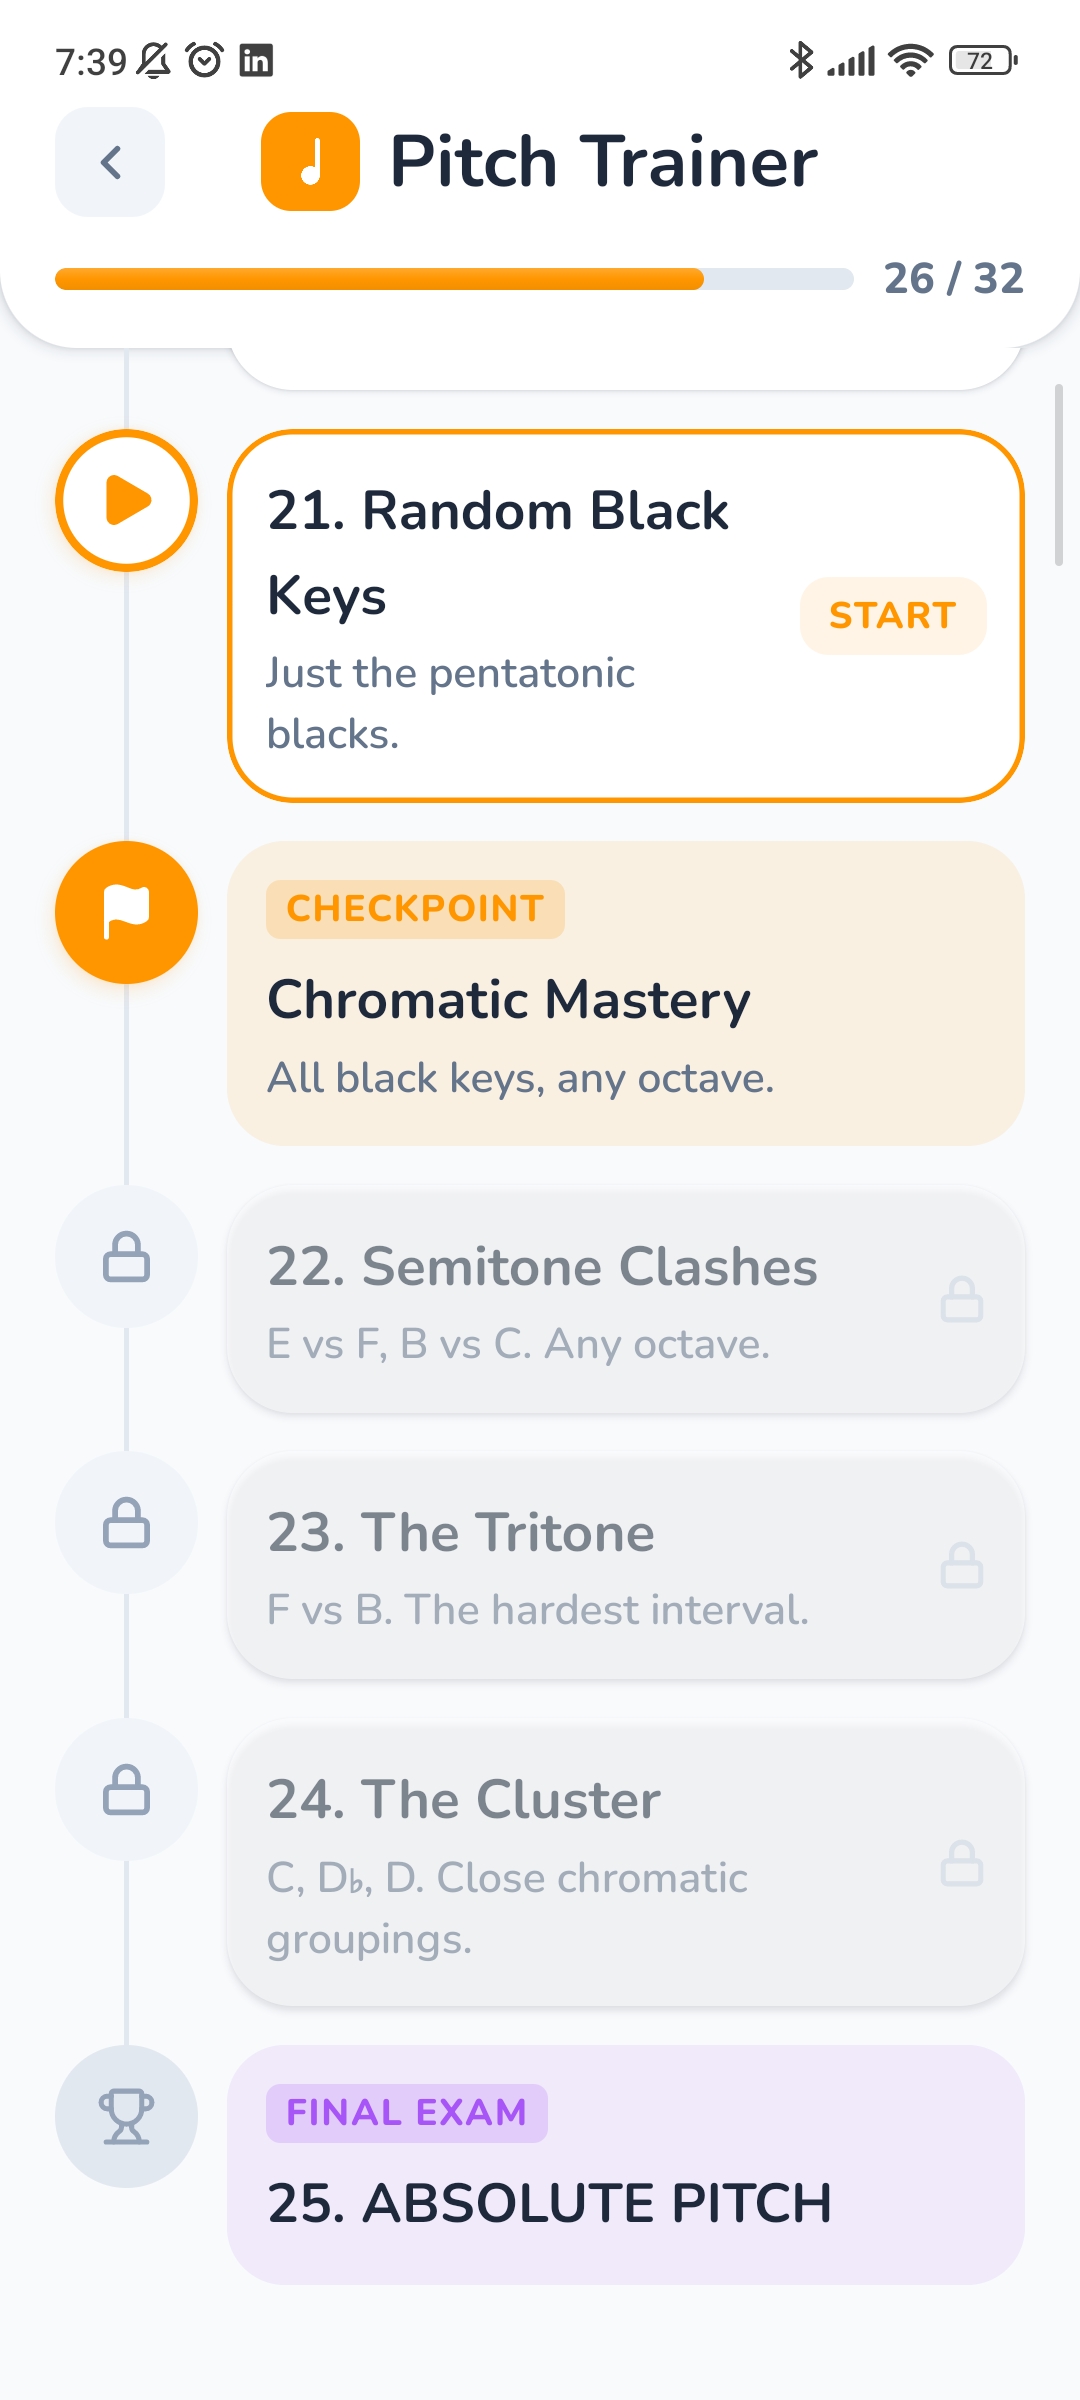 7:39
72
Pitch Trainer
26 / 32
21. Random Black
Keys
START
Just the pentatonic
blacks.
CHECKPOINT
Chromatic Mastery
All black keys, any octave.
22. Semitone Clashes
E vs F, B vs C. Any octave.
23. The Tritone
F vs B. The hardest interval.
24. The Cluster
C, D♭, D. Close chromatic
groupings.
FINAL EXAM
25. ABSOLUTE PITCH